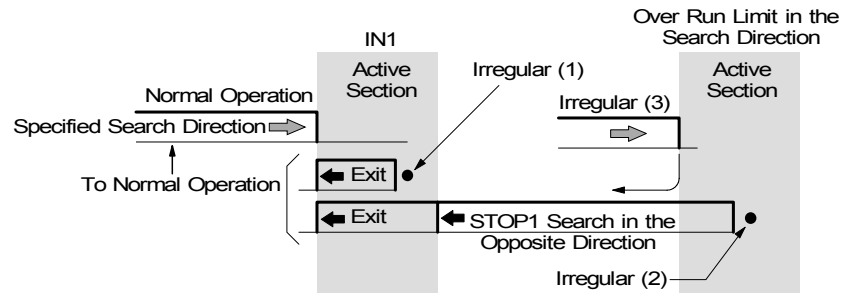 Over Run Limit in the
Search Direction
IN1
Active
Section
Irregular (1)
Active
Section
Normal Operation
Irregular (3)
Specified Search Direction
Exit
To Normal Operation
Exit
STOP1 Search in the
Opposite Direction
Irregular (2)